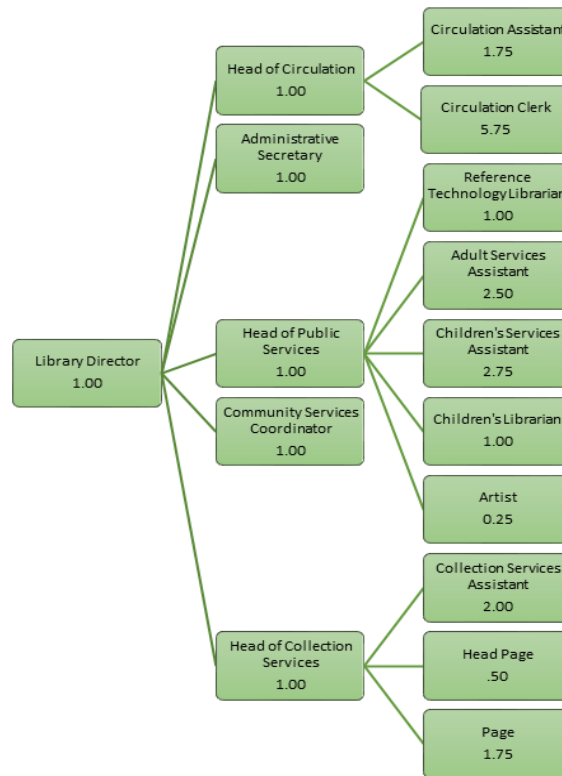 Circulation Assistant
1.75
Head of Circulation
1.00
Circulation Clerk
5.75
Administrative
Secretary
1.00
Reference
Technology Librarian
1.00
Adult Services
Assistant
2.50
Library Director
1.00
Head of Public
Services
1.00
Children's Services
Assistant
2.75
Community Services
Coordinator
1.00
Children's Librarian
1.00
Artist
0.25
Collection Services
Assistant
2.00
Head of Collection
Services
1.00
Head Page
.50
Page
1.75